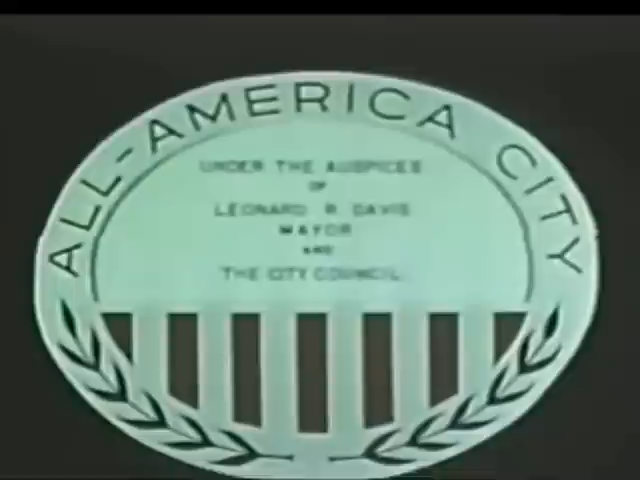 ALL-AMERICA CITY
UNDER THE AUSPICES
OF
LEONARD R. DAVIS
MAYOR
AND
THE CITY COUNCIL